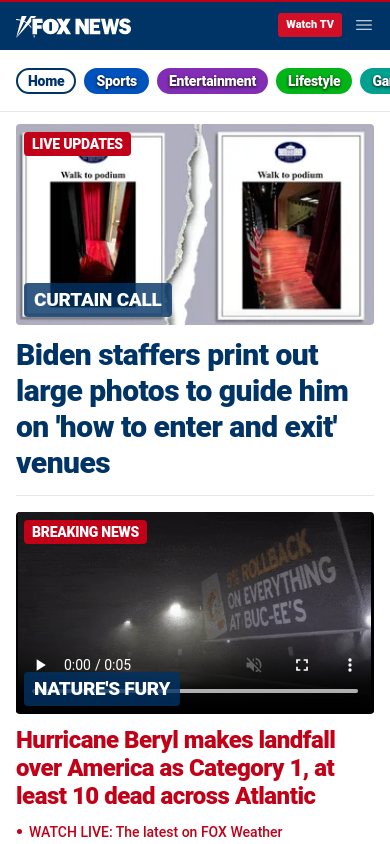 FOX NEWS
Watch TV
Home
Sports
Entertainment
Lifestyle
Ga
LIVE UPDATES
Walk to podium
Walk to podium
CURTAIN CALL
Biden staffers print out
large photos to guide him
on 'how to enter and exit'
venues
BREAKING NEWS
ROLLBACK
ON EVERYTHING
AT BUC-EE'S
0:00 / 0:05
NATURE'S FURY
Hurricane Beryl makes landfall
over America as Category 1, at
least 10 dead across Atlantic
WATCH LIVE: The latest on FOX Weather